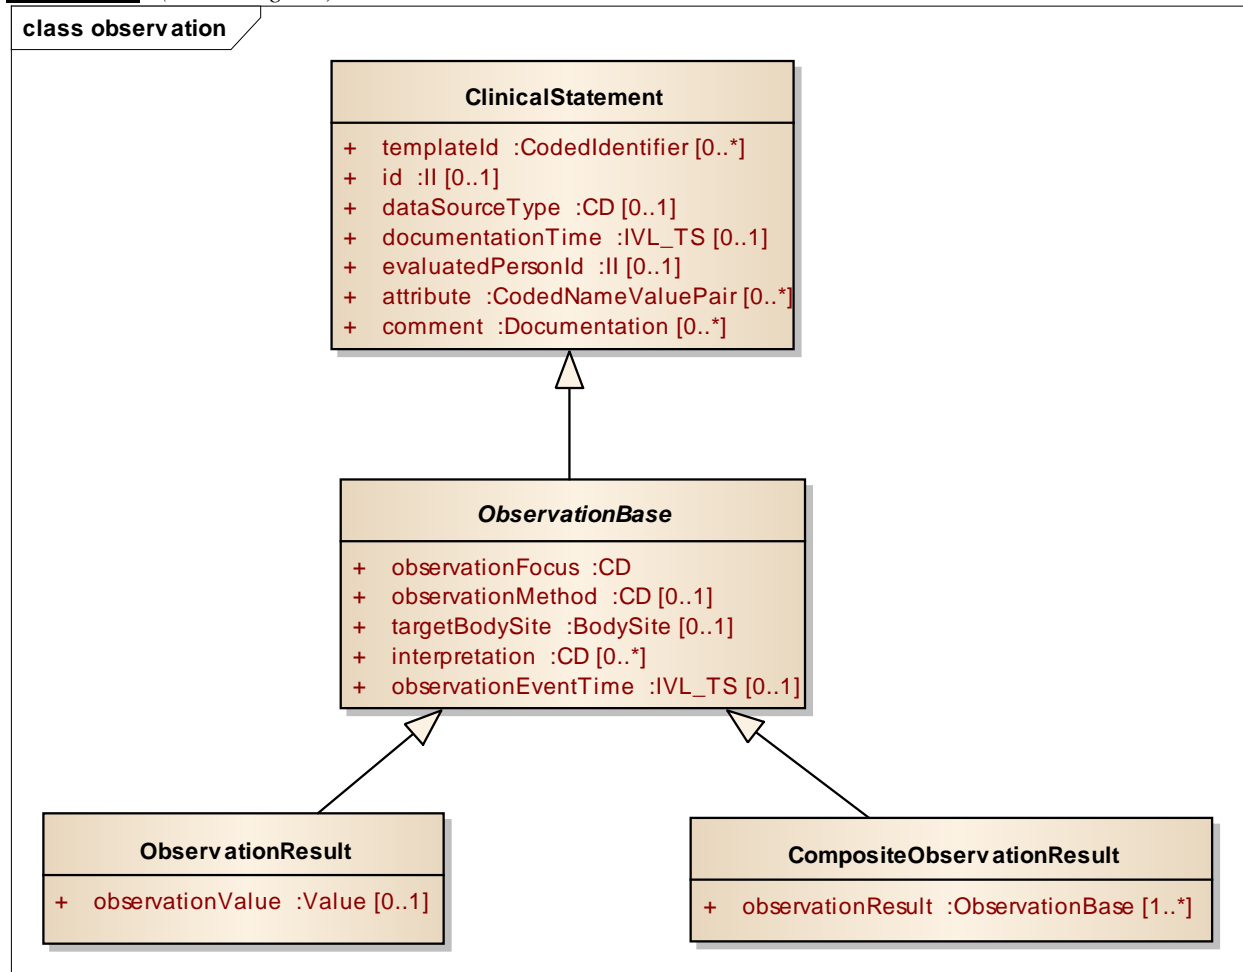 class observation
ClinicalStatement
+ templateId :CodedIdentifier [0..*]
+ id :II [0..1]
+ dataSourceType :CD [0..1]
+ documentationTime :IVL_TS [0..1]
+ evaluatedPersonId :II [0..1]
+ attribute :CodedNameValuePair [0..*]
+ comment :Documentation [0..*]
ObservationBase
+ observationFocus :CD
+ observationMethod :CD [0..1]
+ targetBodySite :BodySite [0..1]
+ interpretation :CD [0..*]
+ observationEventTime :IVL_TS [0..1]
ObservationResult
+ observationValue :Value [0..1]
CompositeObservationResult
+ observationResult :ObservationBase [1..*]